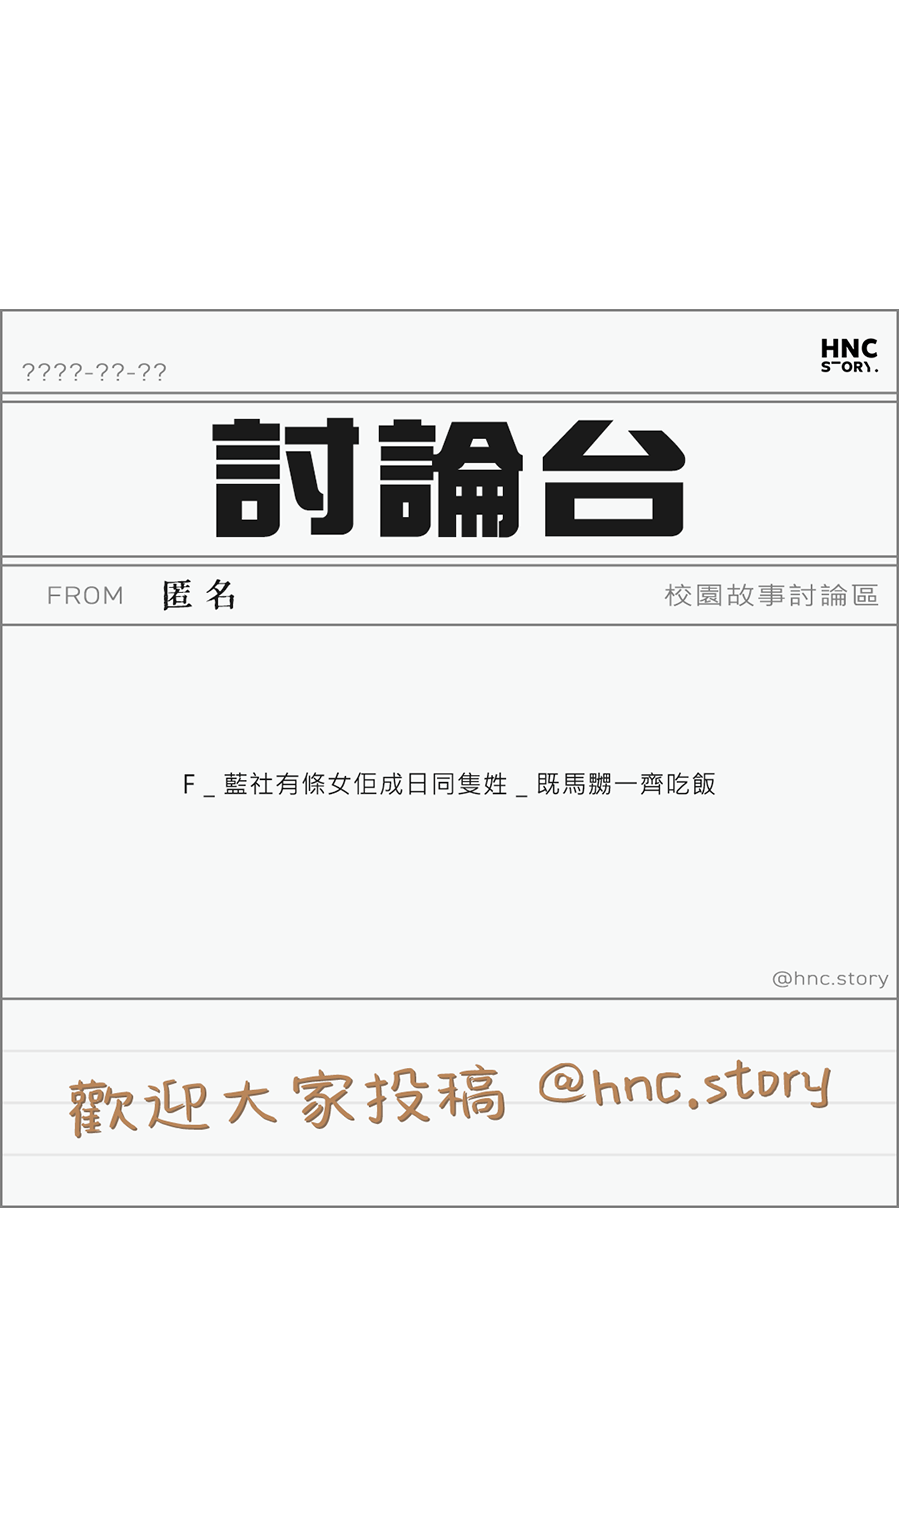 HNC
STORY.
????-??-??
討論台
FROM 匿名 校園故事討論區
F _ 藍社有條女佢成日同隻姓 _ 既馬嬲一齊吃飯
@hnc.story
歡迎大家投稿 @hnc.story